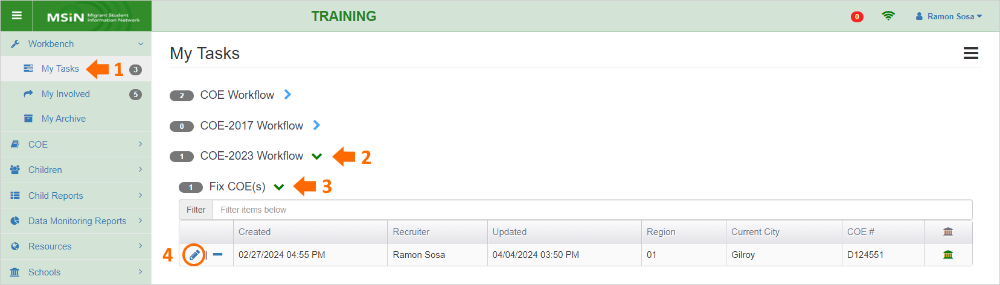 MSiN Migrant Student
Information Network
TRAINING
0
Ramon Sosa
Workbench
My Tasks
1
3
My Involved
5
My Archive
COE
Children
Child Reports
Data Monitoring Reports
Resources
Schools
My Tasks
2 COE Workflow
0 COE-2017 Workflow
1 COE-2023 Workflow 2
1 Fix COE(s) 3
Filter Filter items below
Created Recruiter Updated Region Current City COE #
4 | 02/27/2024 04:55 PM Ramon Sosa 04/04/2024 03:50 PM 01 Gilroy D124551